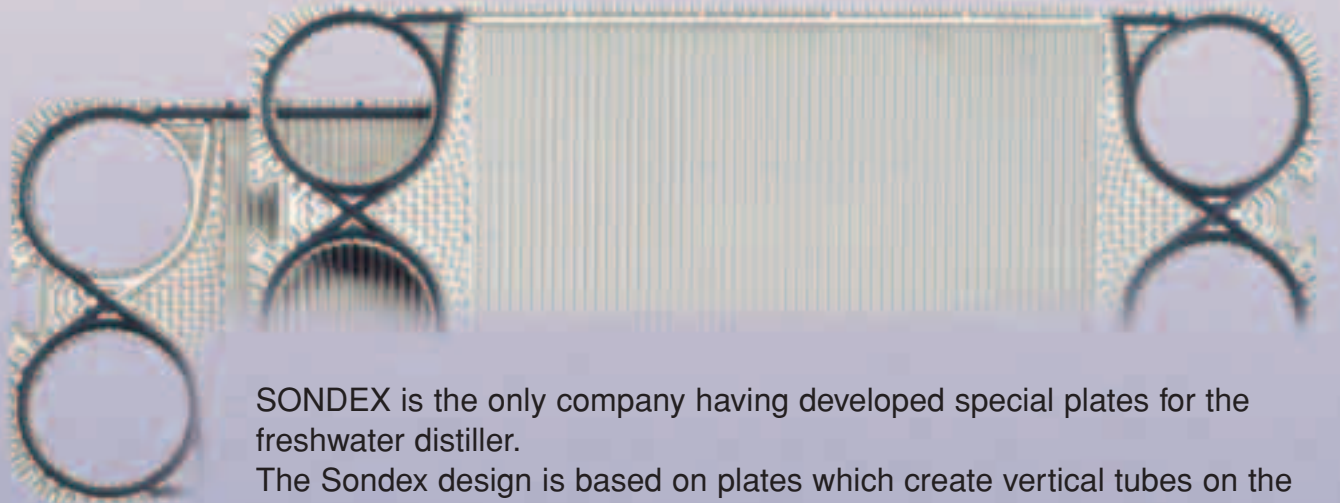 SONDEX is the only company having developed special plates for the
freshwater distiller.
The Sondex design is based on plates which create vertical tubes on the